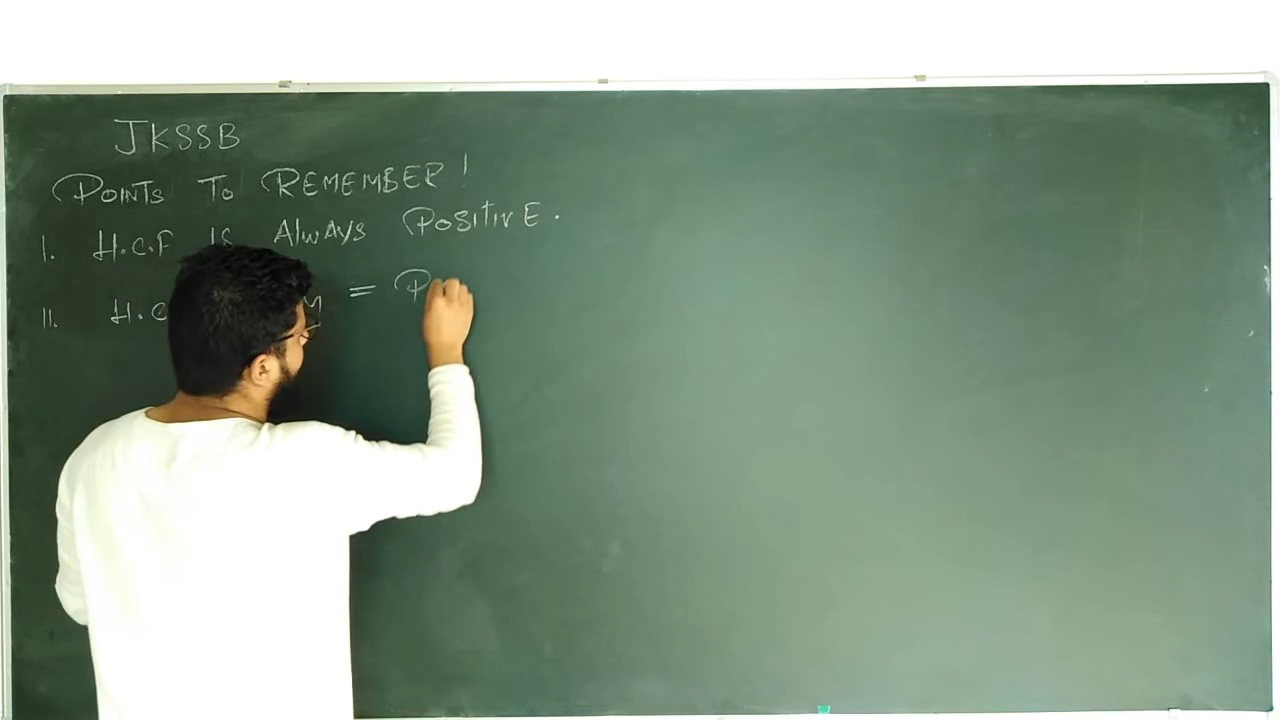 JKSSB
POINTS TO REMEMBER!
I. H.C.F IS ALWAYS POSITIVE.
II. =